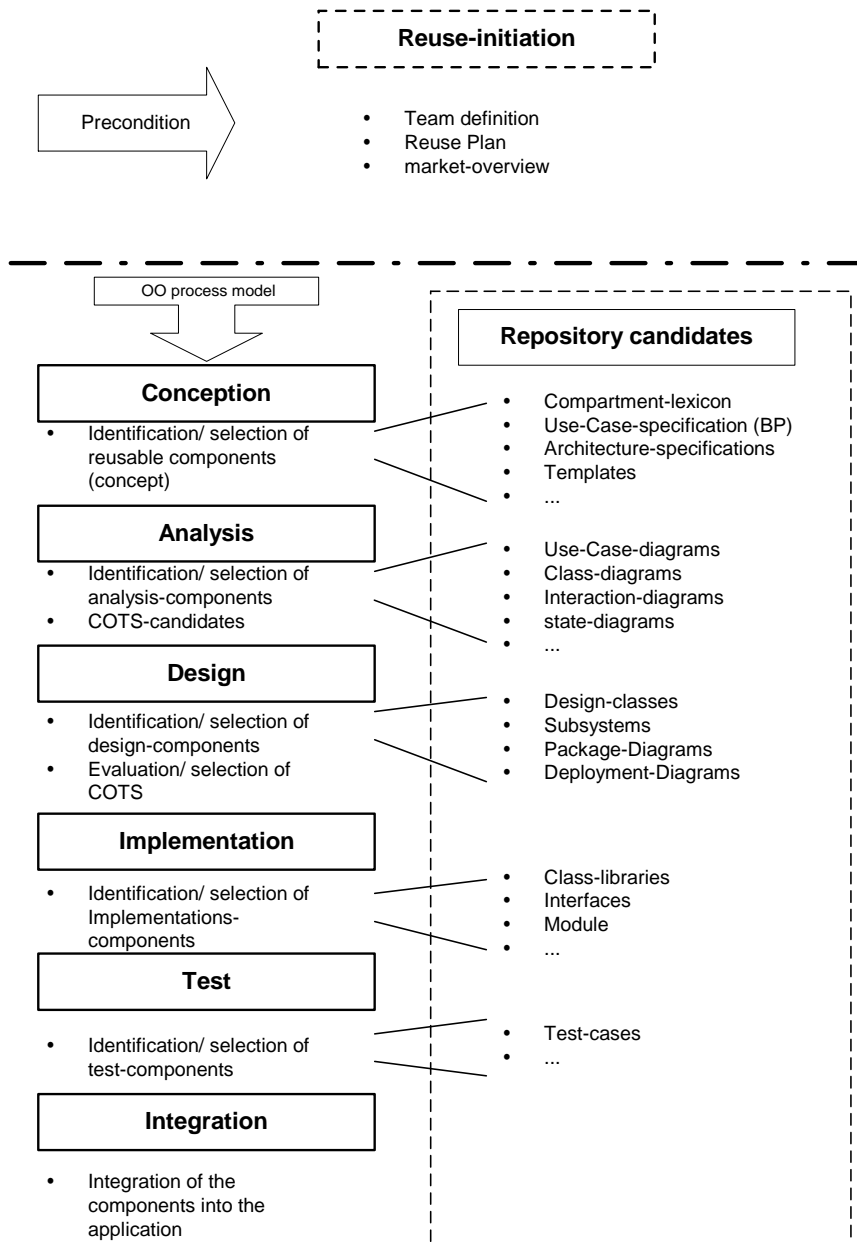 Reuse-initiation
Precondition
• Team definition
• Reuse Plan
• market-overview
OO process model
Repository candidates
Conception
• Identification/ selection of
reusable components
(concept)
• Compartment-lexicon
• Use-Case-specification (BP)
• Architecture-specifications
• Templates
• ...
Analysis
• Identification/ selection of
analysis-components
• COTS-candidates
• Use-Case-diagrams
• Class-diagrams
• Interaction-diagrams
• state-diagrams
• ...
Design
• Identification/ selection of
design-components
• Evaluation/ selection of
COTS
• Design-classes
• Subsystems
• Package-Diagrams
• Deployment-Diagrams
Implementation
• Identification/ selection of
Implementations-
components
• Class-libraries
• Interfaces
• Module
• ...
Test
• Identification/ selection of
test-components
• Test-cases
• ...
Integration
• Integration of the
components into the
application